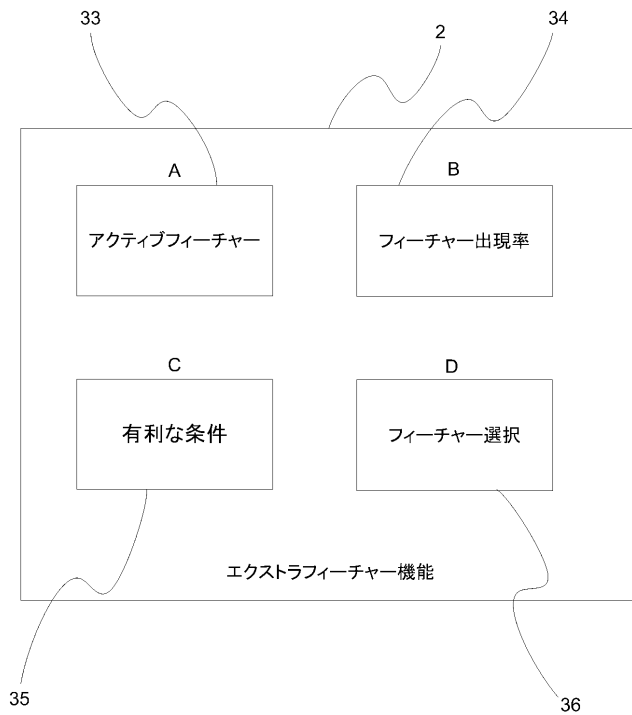 33
2
34
A
B
アクティブフィーチャー
フィーチャー出現率
C
D
有利な条件
フィーチャー選択
エクストラフィーチャー機能
35
36